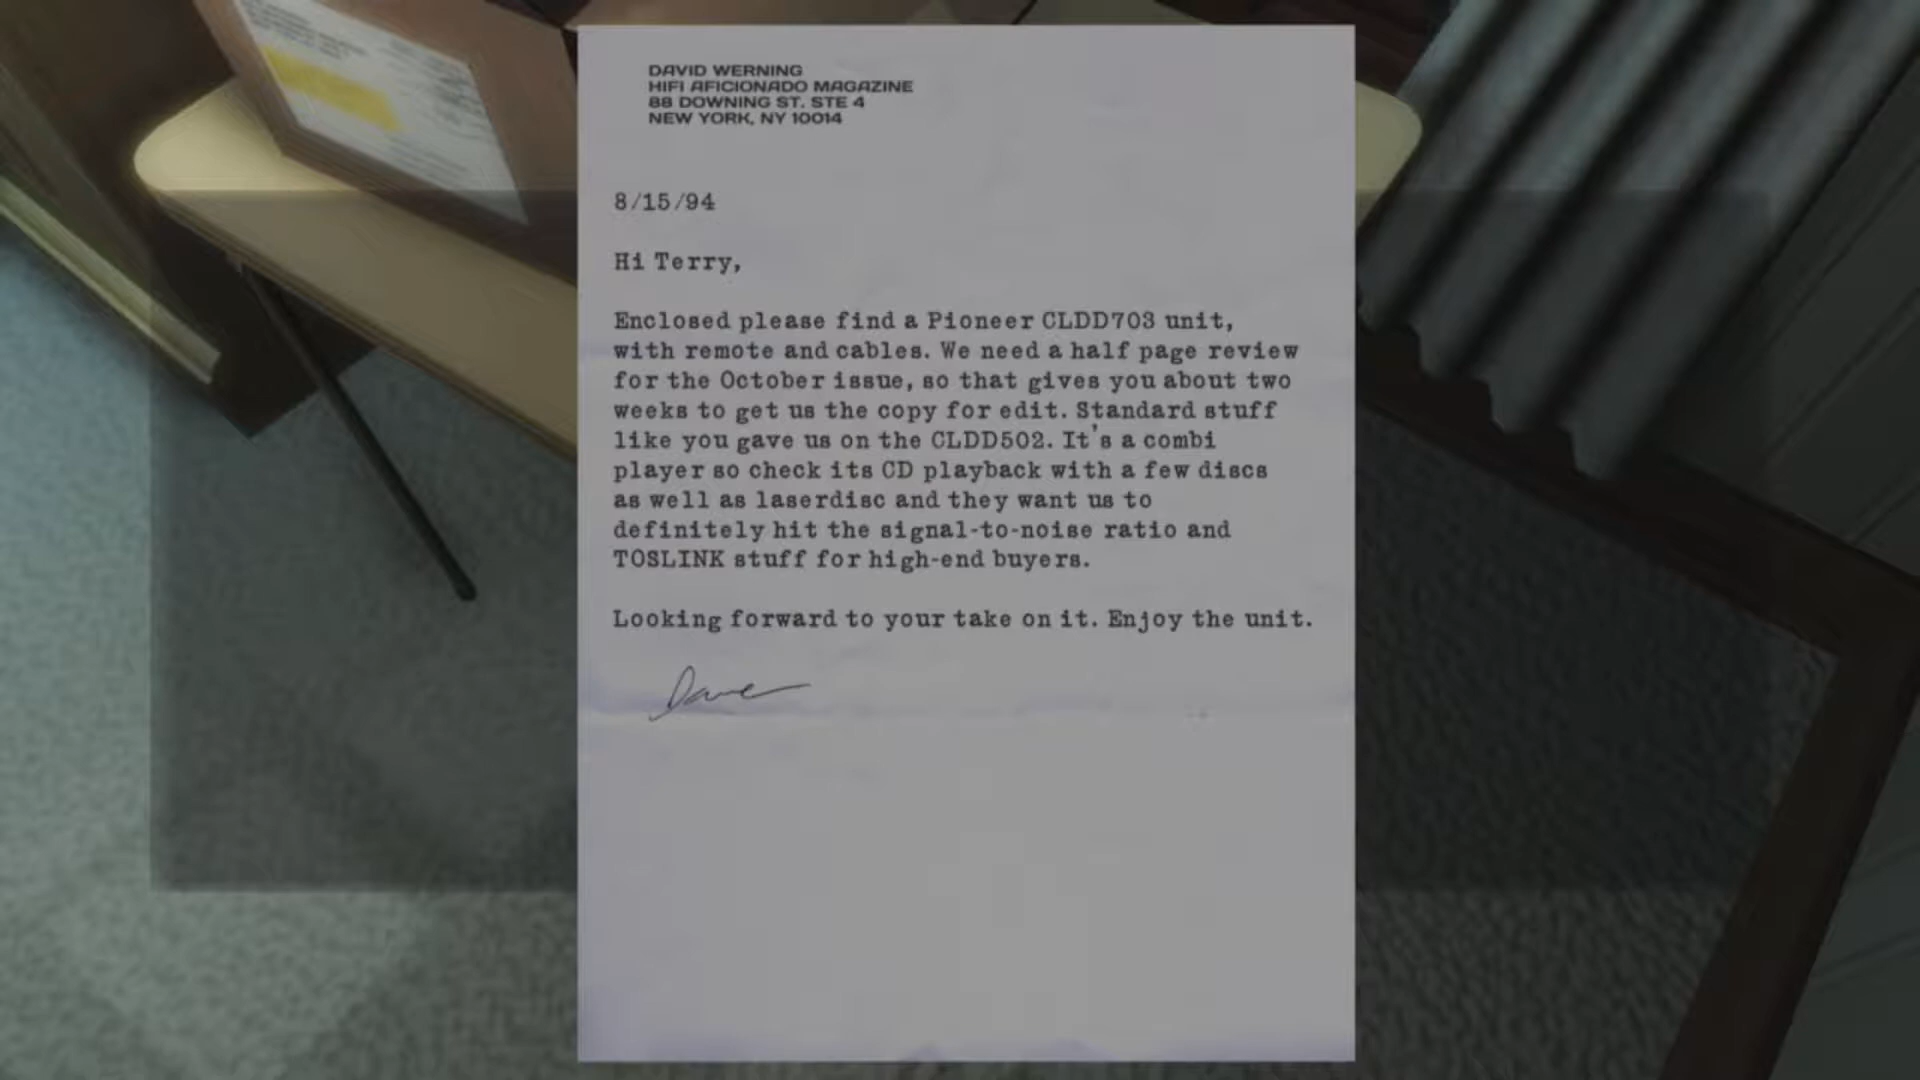 DAVID WERNING
HIFI AFICIONADO MAGAZINE
88 DOWNING ST. STE 4
NEW YORK, NY 10014
8/15/94
Hi Terry,
Enclosed please find a Pioneer CLDD703 unit,
with remote and cables. We need a half page review
for the October issue, so that gives you about two
weeks to get us the copy for edit. Standard stuff
like you gave us on the CLDD502. It's a combi
player so check its CD playback with a few discs
as well as laserdisc and they want us to
definitely hit the signal-to-noise ratio and
TOSLINK stuff for high-end buyers.
Looking forward to your take on it. Enjoy the unit.
Dave